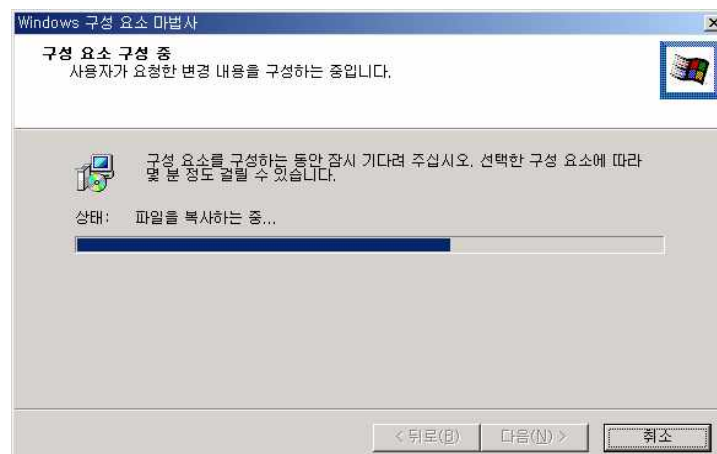 Windows 구성 요소 마법사
구성 요소 구성 중
사용자가 요청한 변경 내용을 구성하는 중입니다.
구성 요소를 구성하는 동안 잠시 기다려 주십시오. 선택한 구성 요소에 따라
몇 분 정도 걸릴 수 있습니다.
상태: 파일을 복사하는 중...
< 뒤로(B) 다음(N) > 취소